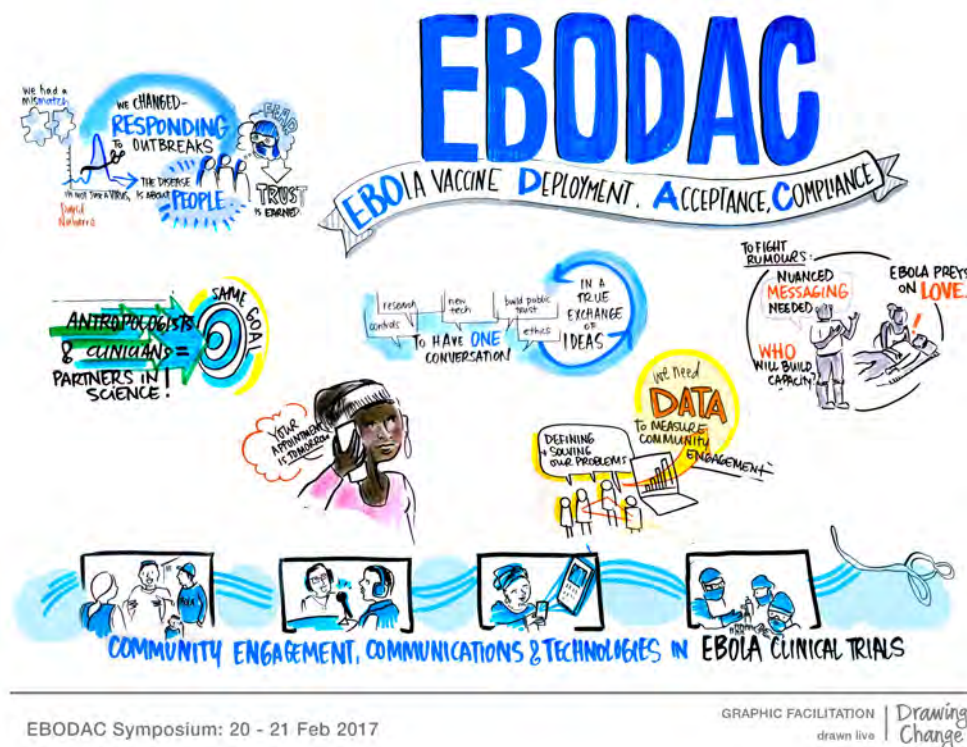 EBODAC
EBOLA VACCINE DEPLOYMENT. ACCEPTANCE, COMPLIANCE
we had a
mismatch
WE CHANGED-
RESPONDING
TO OUTBREAKS
THE DISEASE
IS ABOUT
PEOPLE
David
Nabarro
FEAR
TRUST
IS EARNED.
ANTROPOLOGISTS
& CLINICIANS =
PARTNERS IN
SCIENCE!
SAME GOAL
research
new
tech
build public
trust
controls
ethics
TO HAVE ONE
CONVERSATION
IN A
TRUE
EXCHANGE
OF
IDEAS
TO FIGHT
RUMOURS:
NUANCED
MESSAGING
NEEDED
WHO
WILL BUILD
CAPACITY?
EBOLA PREYS
ON LOVE...
!
YOUR
APPOINTMENT
IS TOMORROW
we need
DATA
TO MEASURE
COMMUNITY
ENGAGEMENT
DEFINING
+ SOLVING
OUR PROBLEMS
COMMUNITY ENGAGEMENT, COMMUNICATIONS & TECHNOLOGIES IN EBOLA CLINICAL TRIALS
EBODAC Symposium: 20 - 21 Feb 2017
GRAPHIC FACILITATION
drawn live
Drawing
Change